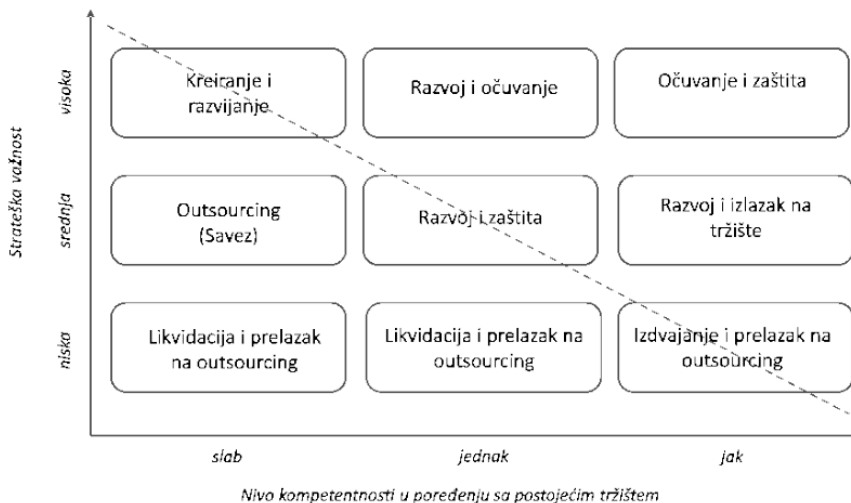 Strateška važnost
visoka
Kreiranje i
razvijanje
Razvoj i očuvanje
Očuvanje i zaštita
srednja
Outsourcing
(Savez)
Razvoj i zaštita
Razvoj i izlazak na
tržište
niska
Likvidacija i prelazak
na outsourcing
Likvidacija i prelazak na
outsourcing
Izdvajanje i prelazak na
outsourcing
slab
jednak
jak
Nivo kompetentnosti u poređenju sa postojećim tržištem